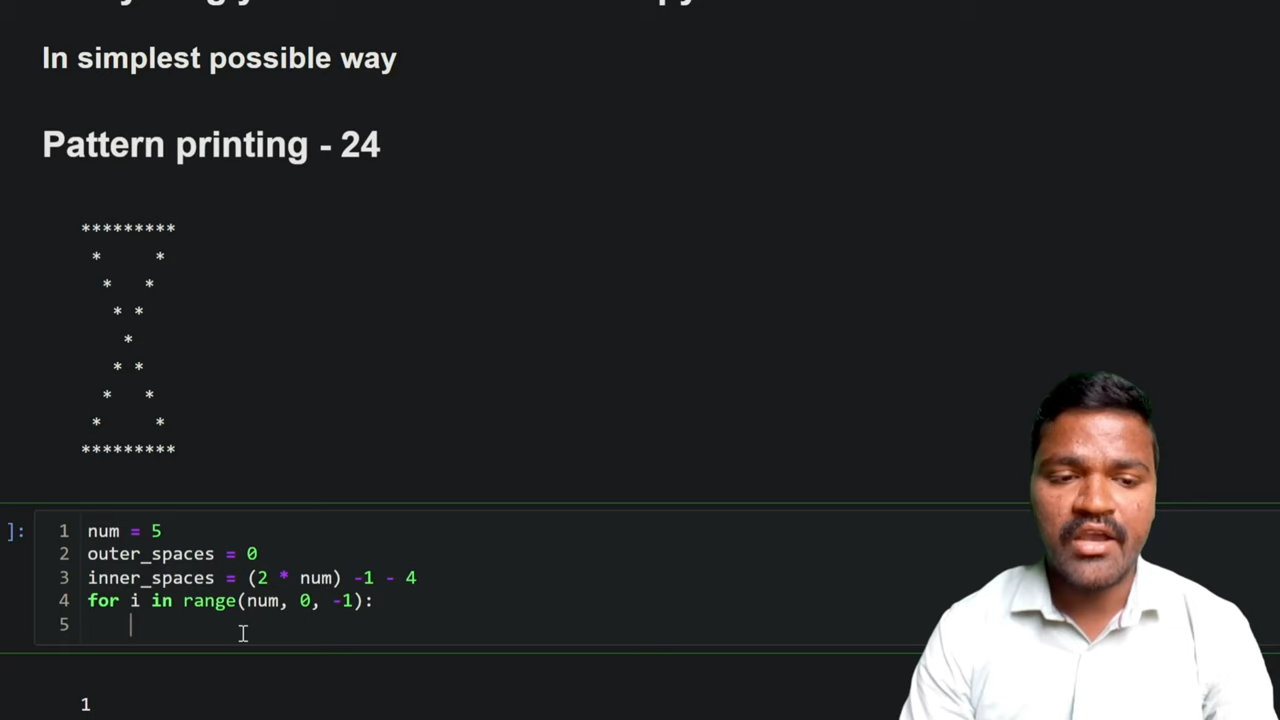 In simplest possible way
Pattern printing - 24
*********
 *     *
  *   *
   * *
    *
   * *
  *   *
 *     *
*********
]:
1 num = 5
2 outer_spaces = 0
3 inner_spaces = (2 * num) -1 - 4
4 for i in range(num, 0, -1):
5
1